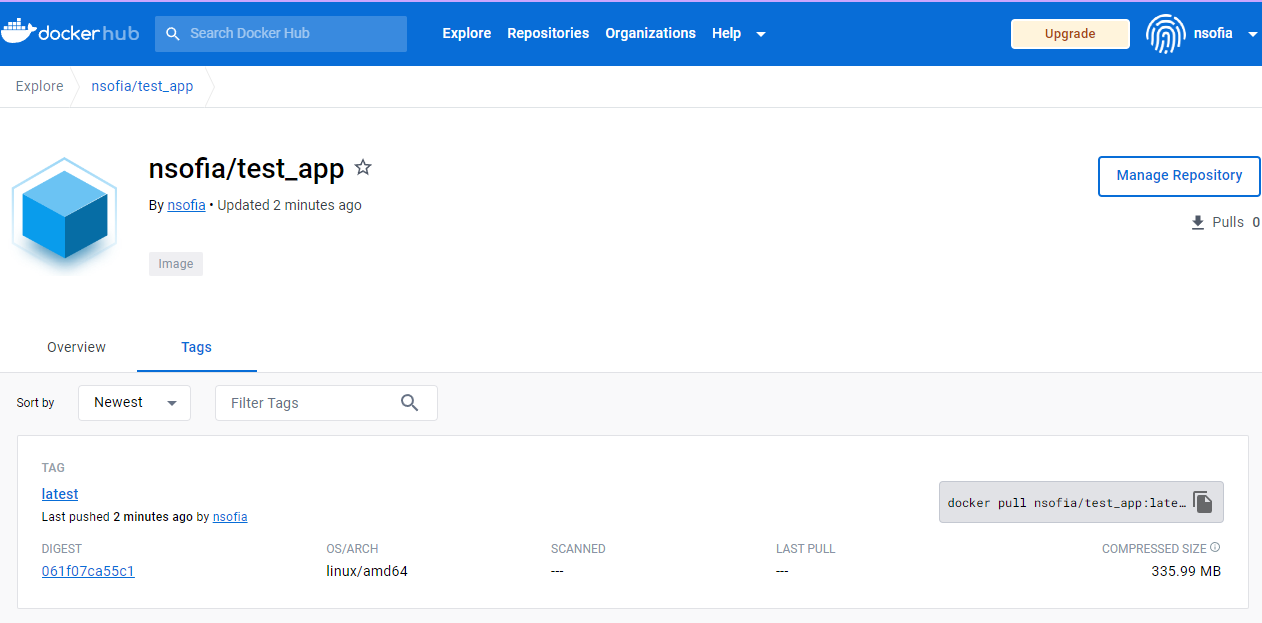 docker hub Search Docker Hub Explore Repositories Organizations Help Upgrade nsofia
Explore nsofia/test_app
nsofia/test_app
Manage Repository
By nsofia • Updated 2 minutes ago
Pulls 0
Image
Overview Tags
Sort by Newest Filter Tags
TAG
latest
docker pull nsofia/test_app:late…
Last pushed 2 minutes ago by nsofia
DIGEST OS/ARCH SCANNED LAST PULL COMPRESSED SIZE
061f07ca55c1 linux/amd64 --- --- 335.99 MB